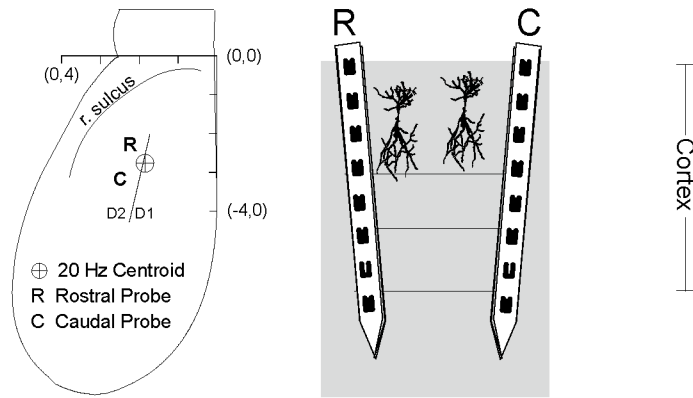 (0,4)
(0,0)
r. sulcus
R
C
D2 D1
(-4,0)
20 Hz Centroid
R Rostral Probe
C Caudal Probe
R
C
Cortex